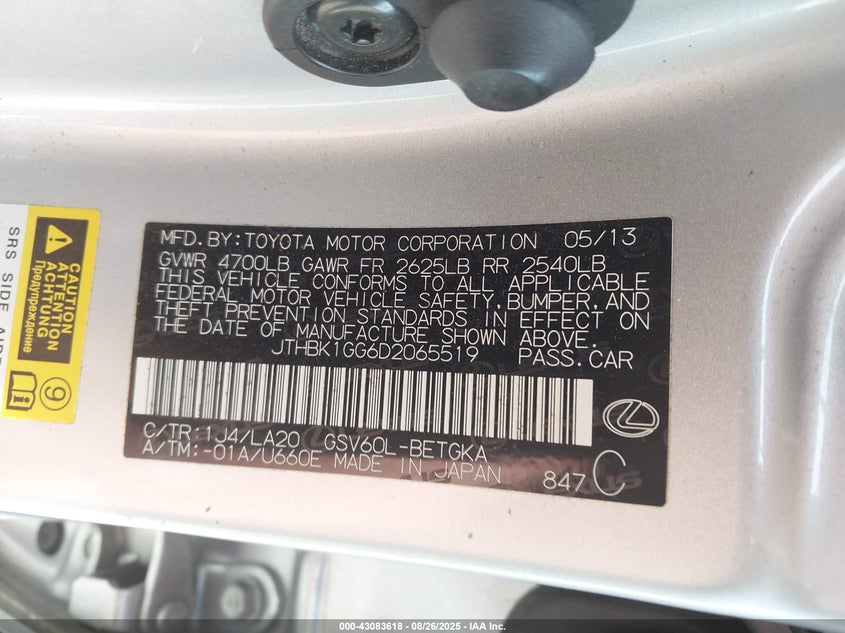 MFD.BY:TOYOTA MOTOR CORPORATION 05/13
GVWR 4700LB GAWR FR 2625LB RR 2540LB
THIS VEHICLE CONFORMS TO ALL APPLICABLE
FEDERAL MOTOR VEHICLE SAFETY,BUMPER,AND
THEFT PREVENTION STANDARDS IN EFFECT ON
THE DATE OF MANUFACTURE SHOWN ABOVE.
JTHBK1GG6D2065519 PASS.CAR
C/TR:1J4/LA20 GSV60L-BETGKA
A/TM:-01A/U660E MADE IN JAPAN 847 C
CAUTION
ATTENTION
ACHTUNG
Предупреждение
9
SRS SIDE
000-43083618 - 08/26/2025 - IAA Inc.